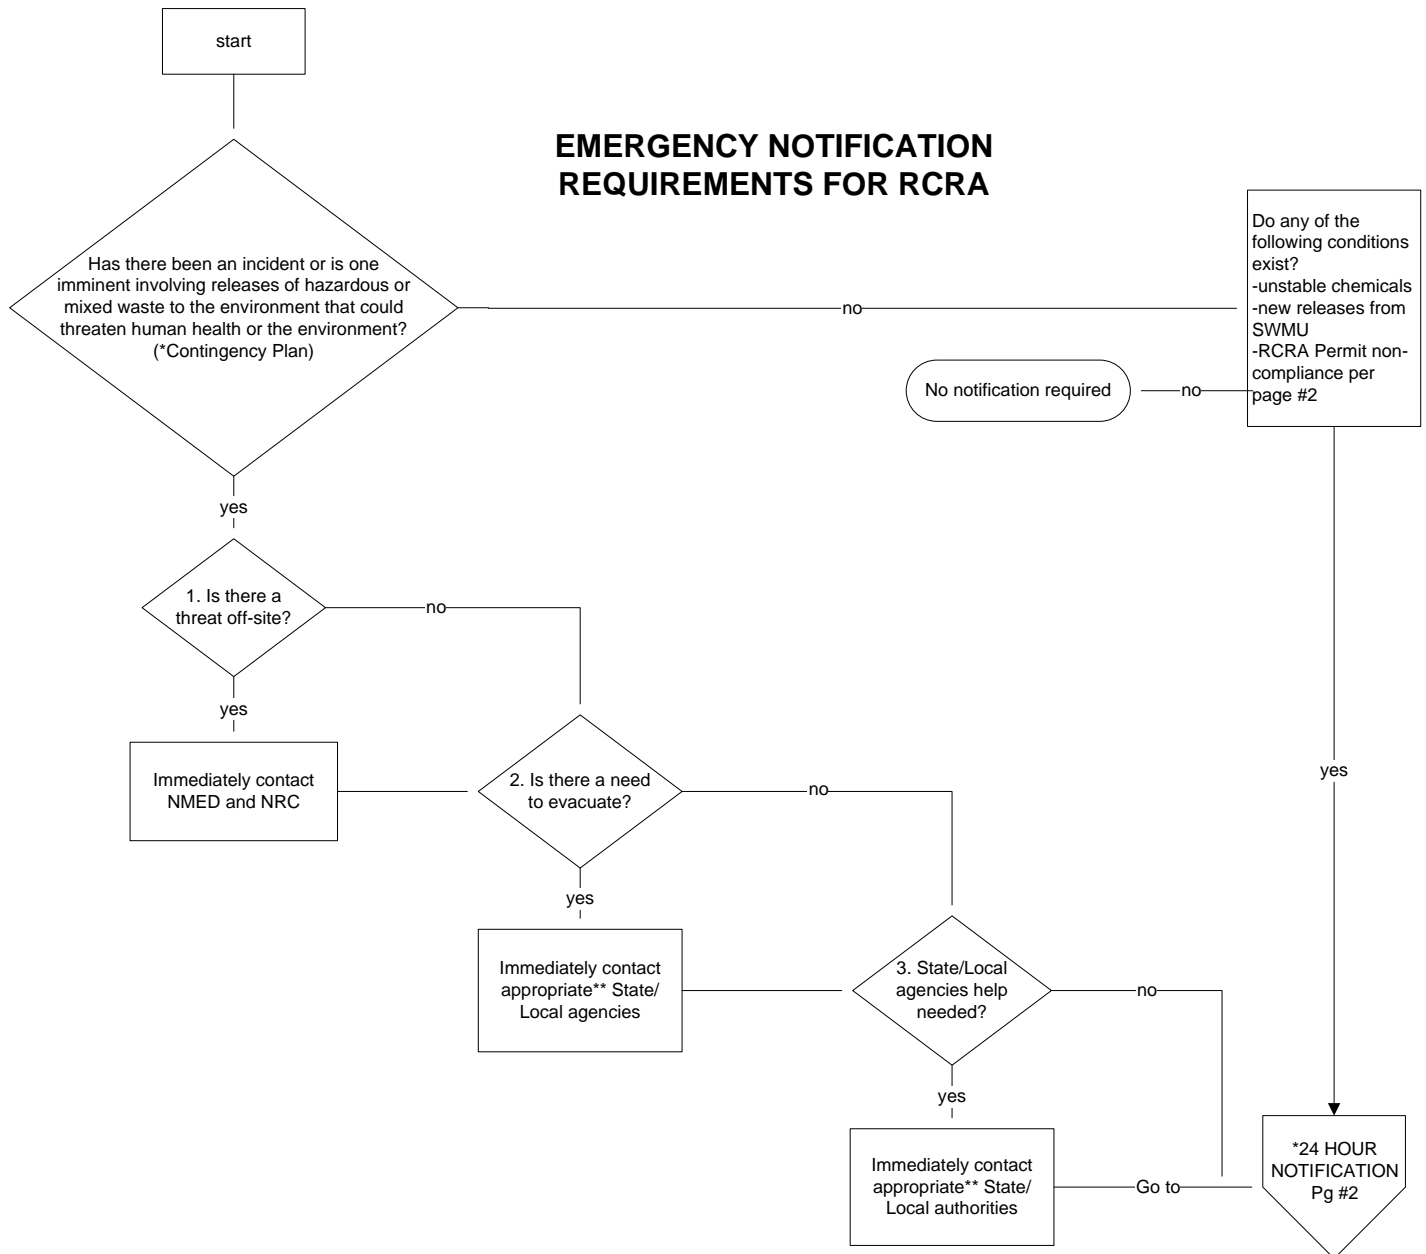 start
EMERGENCY NOTIFICATION
REQUIREMENTS FOR RCRA
Has there been an incident or is one
imminent involving releases of hazardous or
mixed waste to the environment that could
threaten human health or the environment?
(*Contingency Plan)
no
Do any of the
following conditions
exist?
-unstable chemicals
-new releases from
SWMU
-RCRA Permit non-
compliance per
page #2
No notification required
no
yes
1. Is there a
threat off-site?
no
yes
Immediately contact
NMED and NRC
2. Is there a need
to evacuate?
no
yes
yes
Immediately contact
appropriate** State/
Local agencies
3. State/Local
agencies help
needed?
no
yes
Immediately contact
appropriate** State/
Local authorities
Go to
*24 HOUR
NOTIFICATION
Pg #2